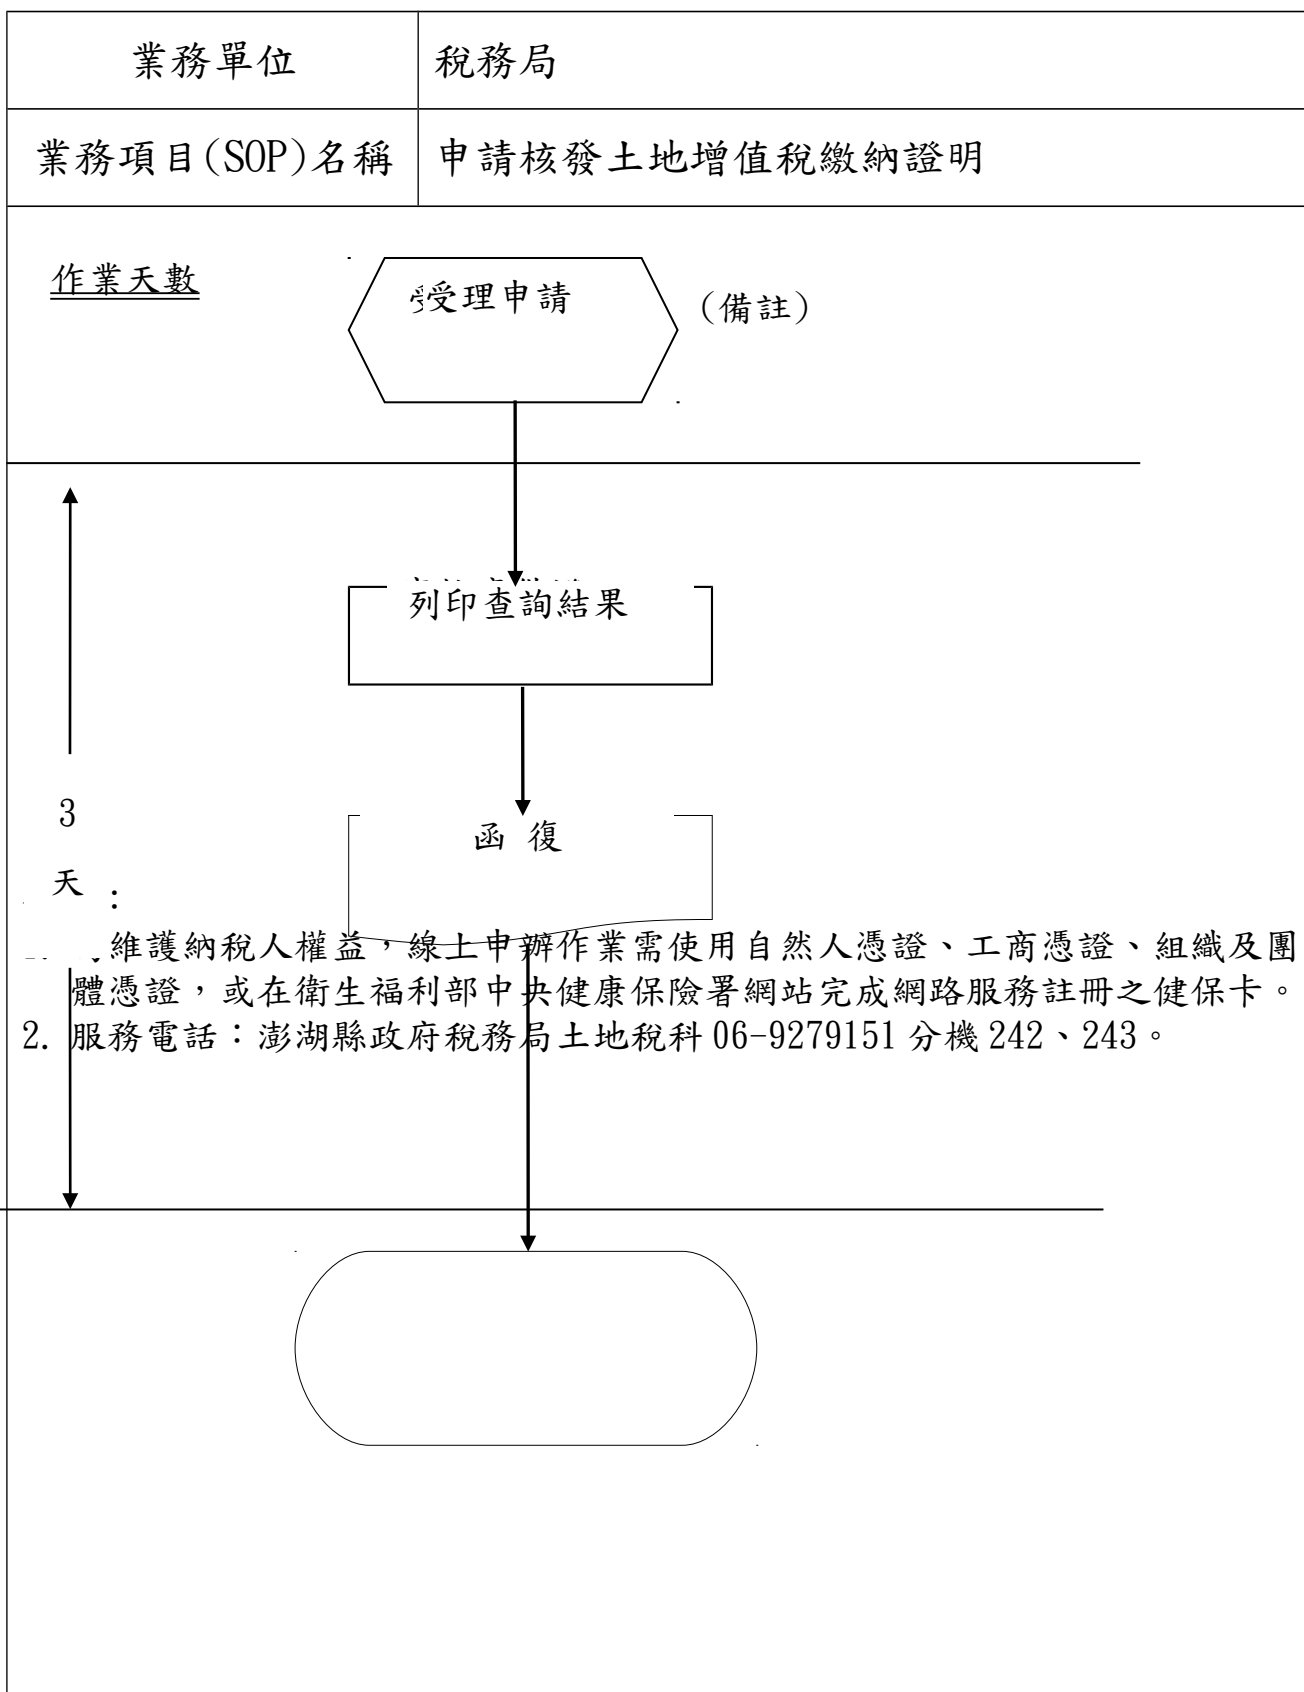 業務單位
稅務局
業務項目(SOP)名稱
申請核發土地增值稅繳納證明
作業天數
受理申請
(備註)
列印查詢結果
函 復
3
天
：
維護納稅人權益，線上申辦作業需使用自然人憑證、工商憑證、組織及團
體憑證，或在衛生福利部中央健康保險署網站完成網路服務註冊之健保卡。
2. 服務電話：澎湖縣政府稅務局土地稅科 06-9279151 分機 242、243。